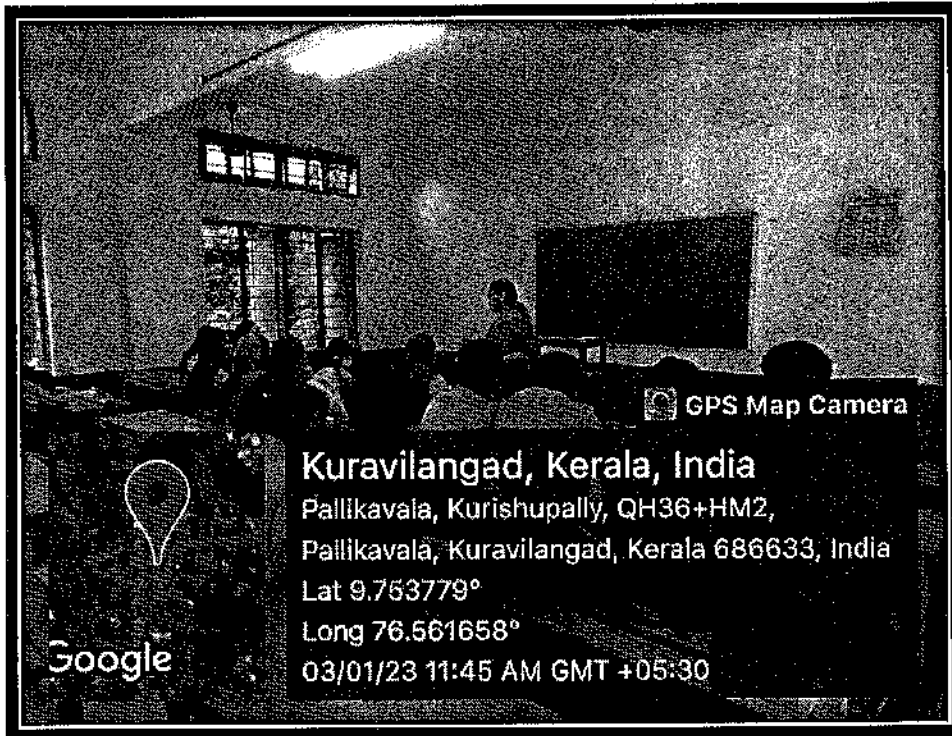 GPS Map Camera
Kuravilangad, Kerala, India
Pallikavala, Kurishupally, QH36+HM2,
Pallikavala, Kuravilangad, Kerala 686633, India
Lat 9.753779°
Long 76.561658°
03/01/23 11:45 AM GMT +05:30
Google